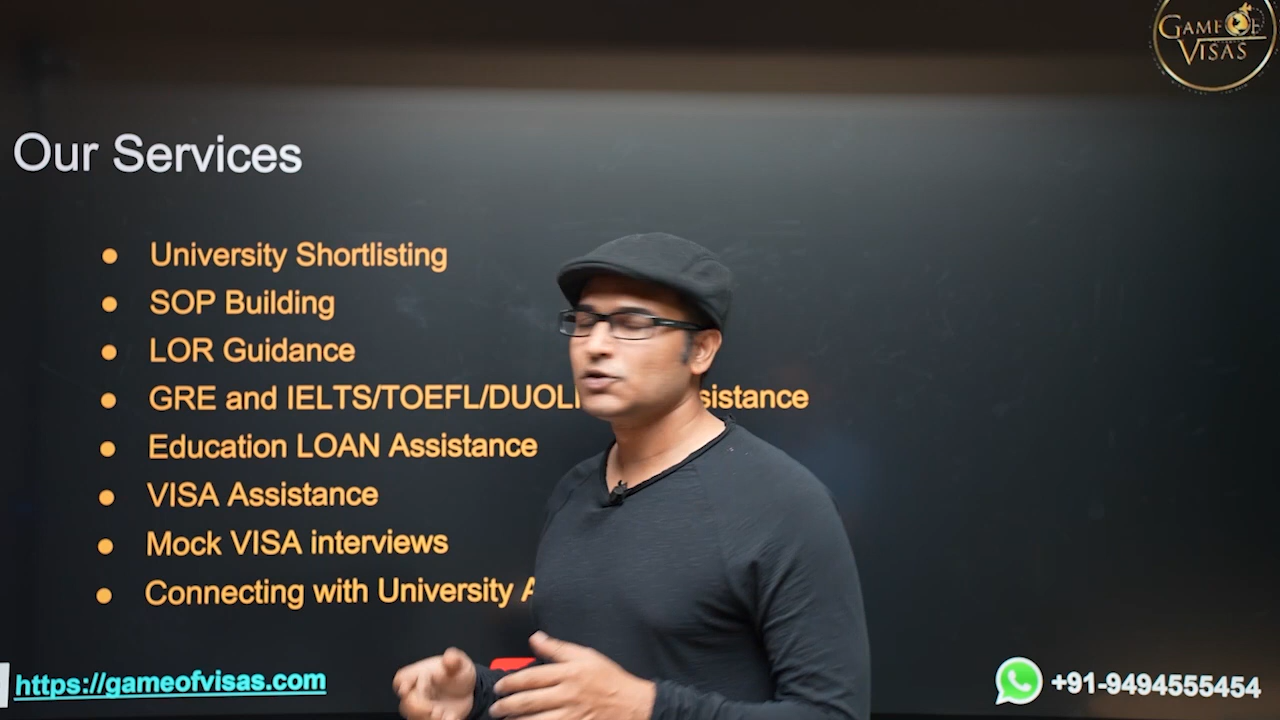 GAME OF
VISAS
Our Services
• University Shortlisting
• SOP Building
• LOR Guidance
• GRE and IELTS/TOEFL/DUOLI sistance
• Education LOAN Assistance
• VISA Assistance
• Mock VISA interviews
• Connecting with University A
https://gameofvisas.com
+91-9494555454